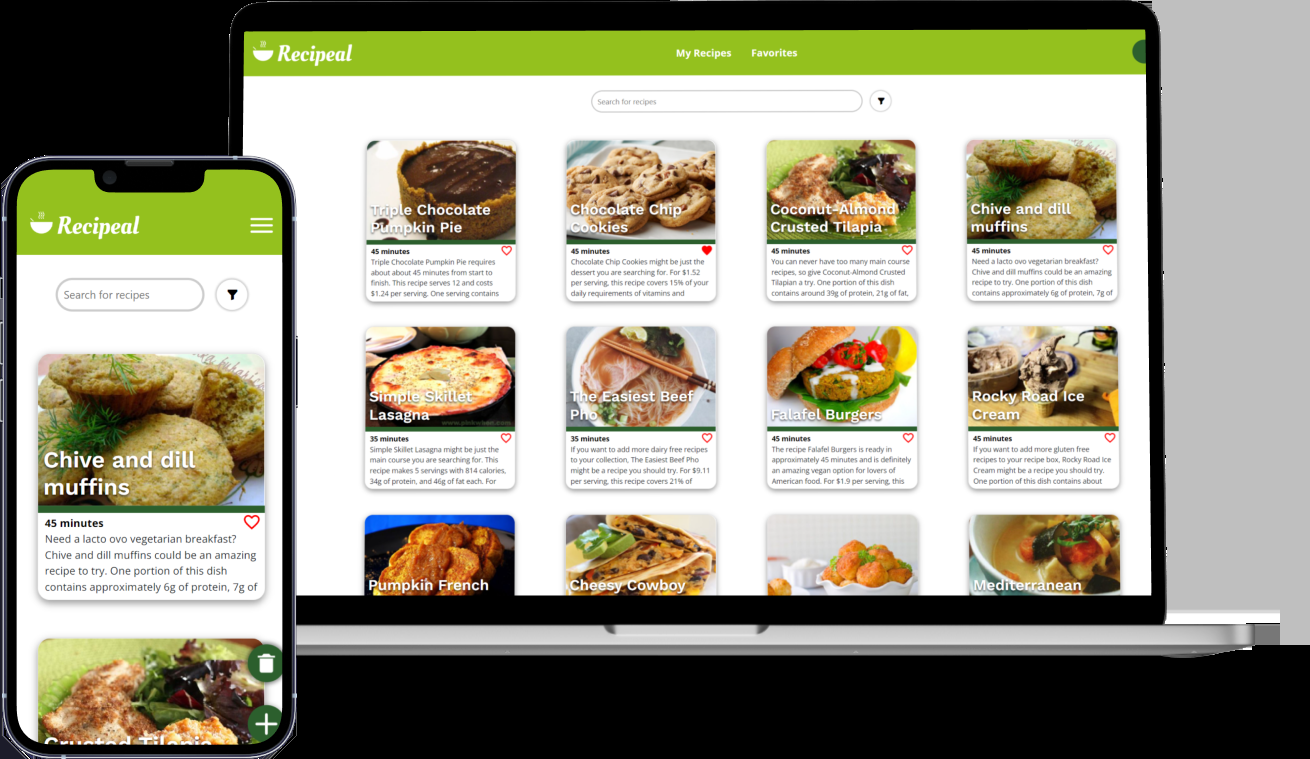 Recipeal
My Recipes
Favorites
Search for recipes
Triple Chocolate
Pumpkin Pie
45 minutes
Triple Chocolate Pumpkin Pie requires
about about 45 minutes from start to
finish. This recipe serves 12 and costs
$1.24 per serving. One serving contains
Chocolate Chip
Cookies
45 minutes
Chocolate Chip Cookies might be just the
dessert you are searching for. For $1.52
per serving, this recipe covers 15% of your
daily requirements of vitamins and
Coconut-Almond
Crusted Tilapia
45 minutes
You can never have too many main course
recipes, so give Coconut-Almond Crusted
Tilapian a try. One portion of this dish
contains around 39g of protein, 21g of fat,
Chive and dill
muffins
45 minutes
Need a lacto ovo vegetarian breakfast?
Chive and dill muffins could be an amazing
recipe to try. One portion of this dish
contains approximately 6g of protein, 7g of
Simple Skillet
Lasagna
35 minutes
Simple Skillet Lasagna might be just the
main course you are searching for. This
recipe makes 5 servings with 814 calories,
34g of protein, and 46g of fat each. For
The Easiest Beef
Pho
35 minutes
If you want to add more dairy free recipes
to your collection, The Easiest Beef Pho
might be a recipe you should try. For $9.11
per serving, this recipe covers 21% of
Falafel Burgers
45 minutes
The recipe Falafel Burgers is ready in
approximately 45 minutes and is definitely
an amazing vegan option for lovers of
American food. For $1.9 per serving, this
Rocky Road Ice
Cream
45 minutes
If you want to add more gluten free
recipes to your recipe box, Rocky Road Ice
Cream might be a recipe you should try.
One portion of this dish contains about
Pumpkin French
Cheesy Cowboy
Mediterranean
Recipeal
Search for recipes
Chive and dill
muffins
45 minutes
Need a lacto ovo vegetarian breakfast?
Chive and dill muffins could be an amazing
recipe to try. One portion of this dish
contains approximately 6g of protein, 7g of
Crusted Tilapia